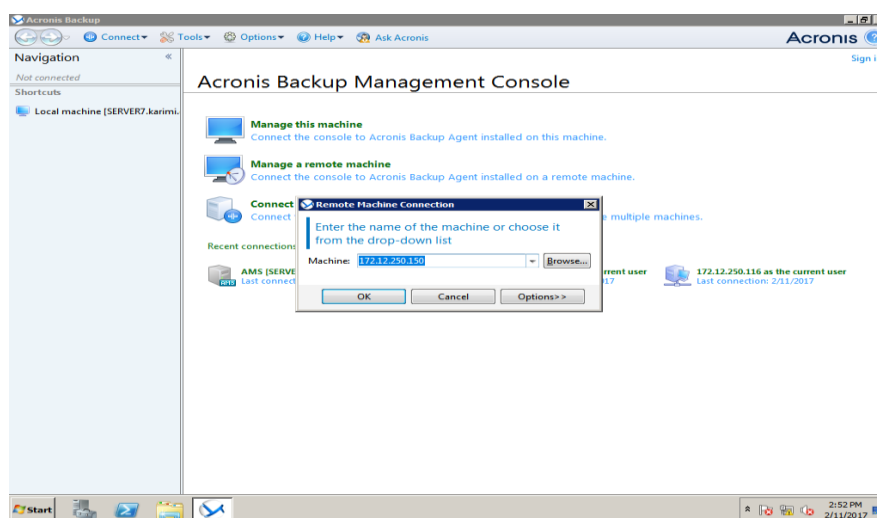 Acronis Backup
Connect Tools Options Help Ask Acronis
Acronis
Navigation
Sign i
Not connected
Shortcuts
Local machine [SERVER7.karimi.
Acronis Backup Management Console
Manage this machine
Connect the console to Acronis Backup Agent installed on this machine.
Manage a remote machine
Connect the console to Acronis Backup Agent installed on a remote machine.
Connect
Connect
e multiple machines.
Remote Machine Connection
Enter the name of the machine or choose it
from the drop-down list
Machine: 172.12.250.150 Browse...
OK Cancel Options>>
Recent connections
AMS [SERVE
Last connect
rrent user
17
172.12.250.116 as the current user
Last connection: 2/11/2017
AMS
Start
2:52 PM
2/11/2017